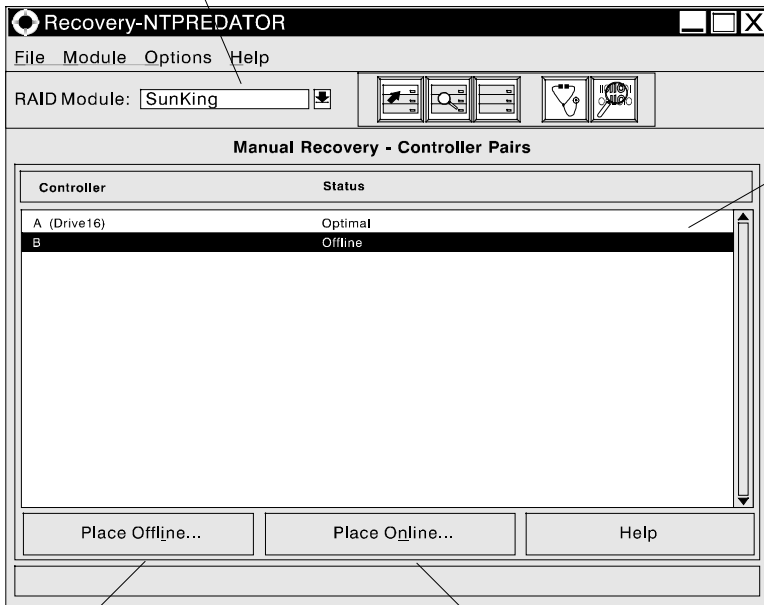 Recovery-NTPREDATOR
File Module Options Help
RAID Module: SunKing
Manual Recovery - Controller Pairs
Controller Status
A (Drive16) Optimal
B Offline
Place Offline... Place Online... Help